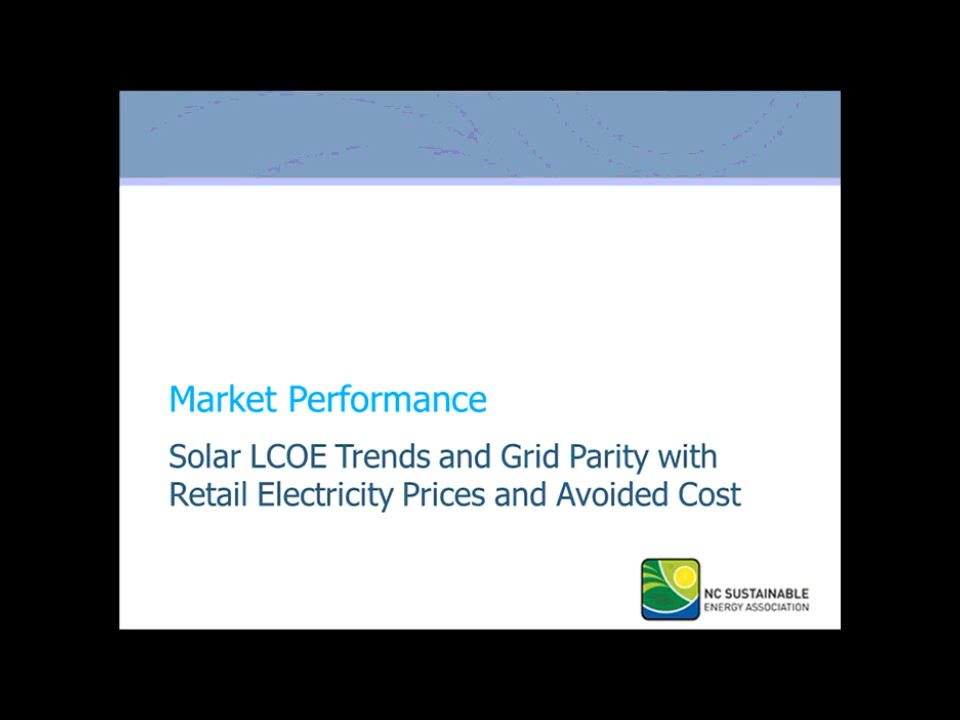 Market Performance
Solar LCOE Trends and Grid Parity with
Retail Electricity Prices and Avoided Cost
NC SUSTAINABLE
ENERGY ASSOCIATION